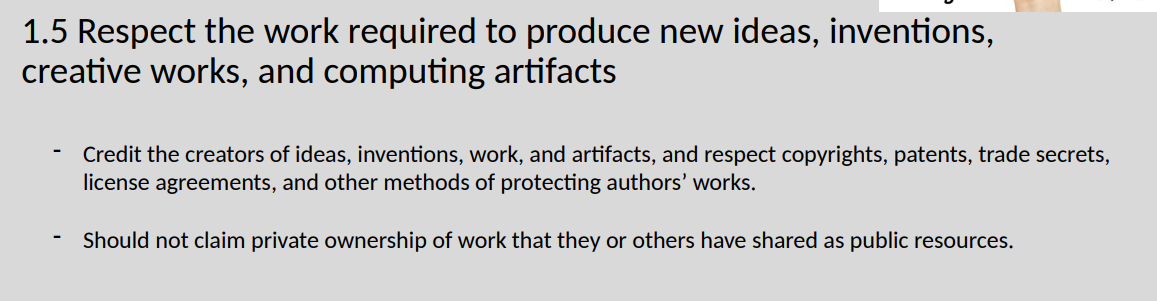 1.5 Respect the work required to produce new ideas, inventions,
creative works, and computing artifacts
- Credit the creators of ideas, inventions, work, and artifacts, and respect copyrights, patents, trade secrets,
license agreements, and other methods of protecting authors’ works.
- Should not claim private ownership of work that they or others have shared as public resources.